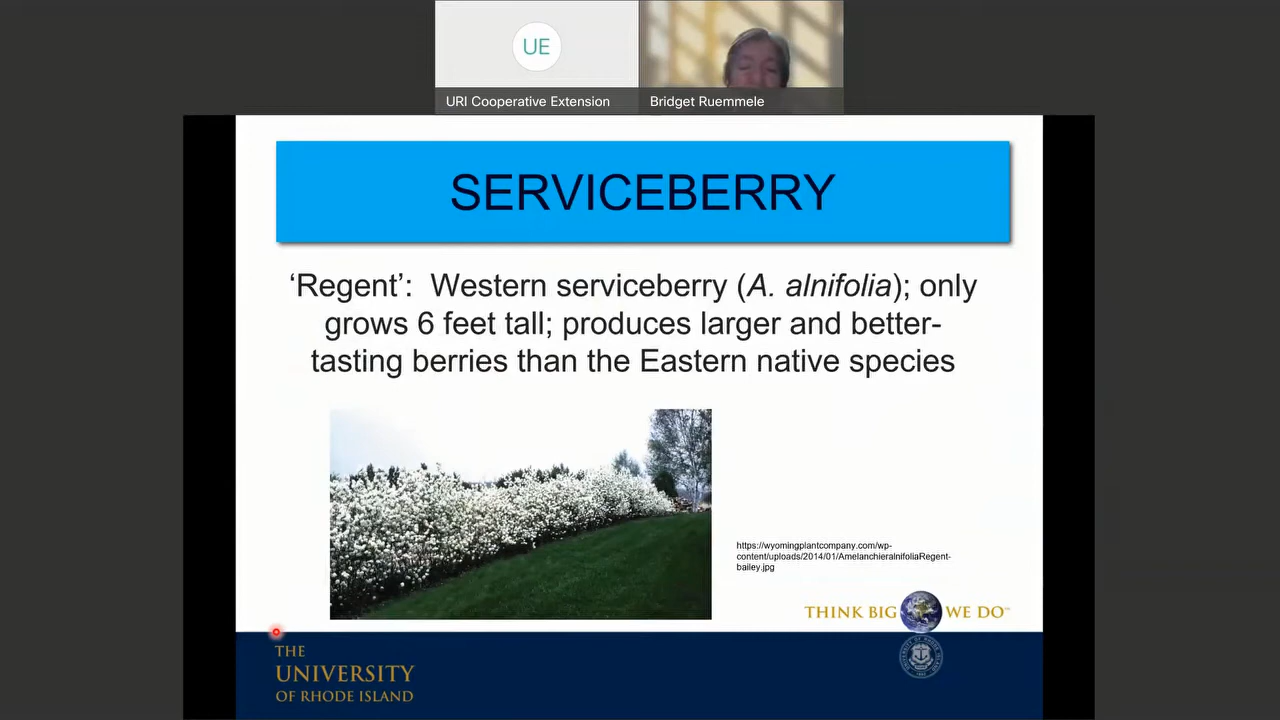 UE
URI Cooperative Extension
Bridget Ruemmele
SERVICEBERRY
‘Regent’: Western serviceberry (A. alnifolia); only
grows 6 feet tall; produces larger and better-
tasting berries than the Eastern native species
https://wyomingplantcompany.com/wp-
content/uploads/2014/01/AmelanchieralnifoliaRegent-
bailey.jpg
THINK BIG WE DO™
THE
UNIVERSITY
OF RHODE ISLAND